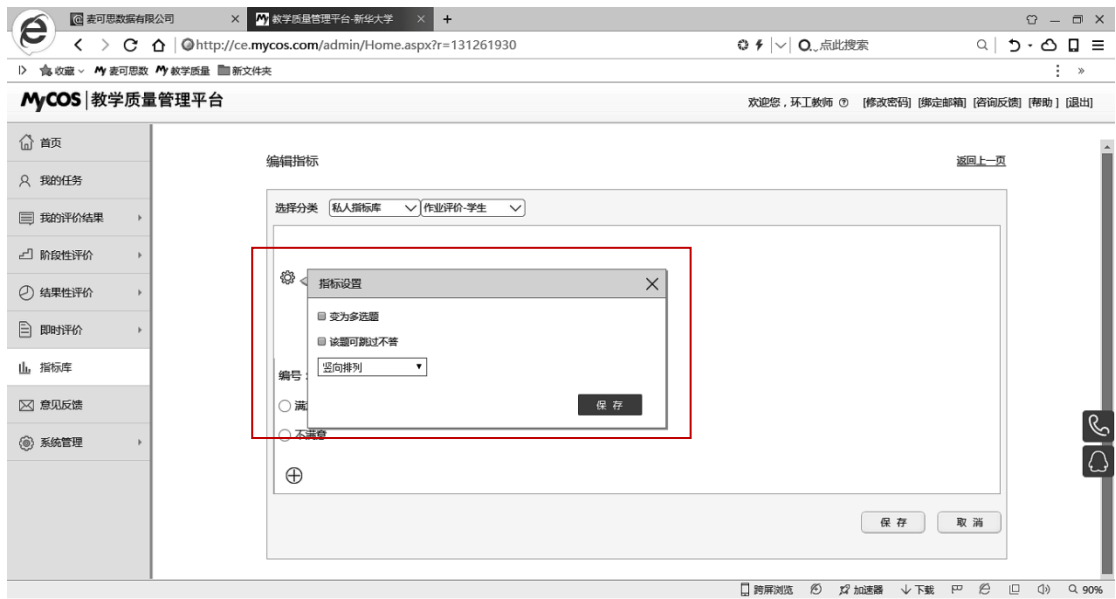 麦可思数据有限公司 × 教学质量管理平台-新华大学 × +
http://ce.mycos.com/admin/Home.aspx?r=131261930 点此搜索
收藏 麦可思数 教学质量 新文件夹 »
MyCOS 教学质量管理平台 欢迎您，环工教师 [修改密码] [绑定邮箱] [咨询反馈] [帮助 ] [退出]
首页
我的任务
我的评价结果
阶段性评价
结果性评价
即时评价
指标库
意见反馈
系统管理
编辑指标 返回上一页
选择分类 私人指标库 作业评价-学生
指标设置
变为多选题
该题可跳过不答
竖向排列
保 存
编号：
满
不满意
保 存 取 消
跨屏浏览 加速器 下载 90%